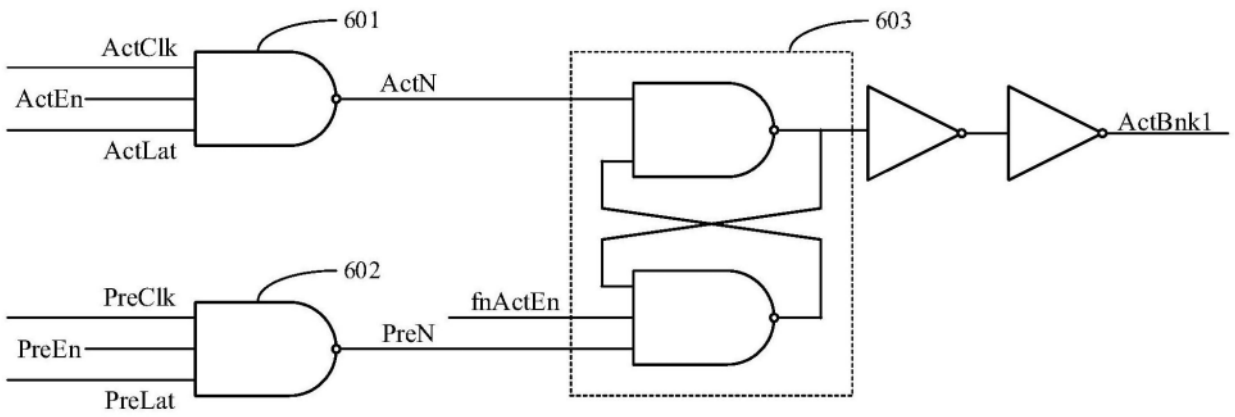 601
603
ActClk
ActEn
ActN
ActLat
ActBnk1
602
PreClk
fnActEn
PreEn
PreN
PreLat